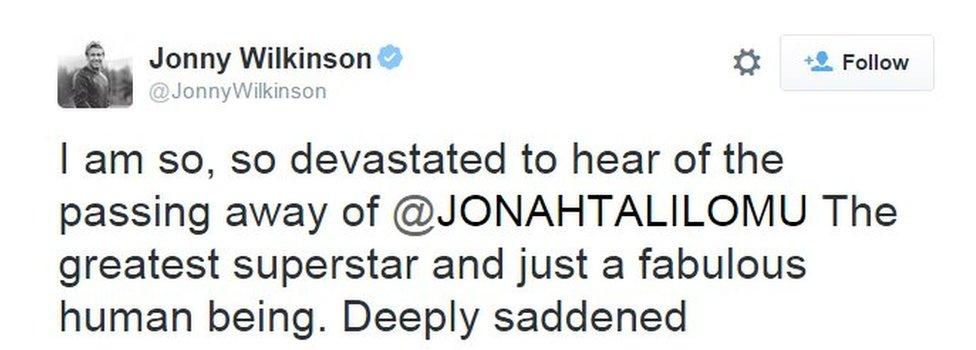 Jonny Wilkinson
@JonnyWilkinson
Follow
I am so, so devastated to hear of the
passing away of @JONAHTALILOMU The
greatest superstar and just a fabulous
human being. Deeply saddened